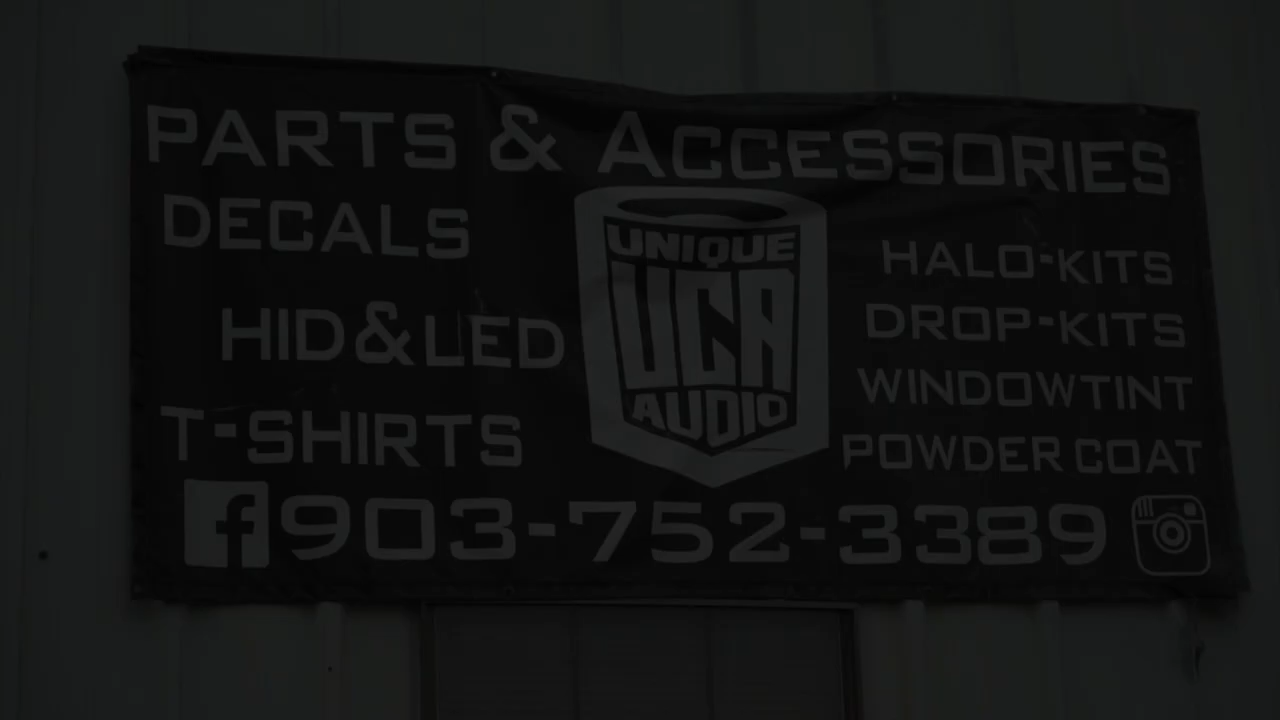 PARTS & ACCESSORIES
DECALS
HID&LED
T-SHIRTS
UNIQUE
UCA
AUDIO
HALO-KITS
DROP-KITS
WINDOWTINT
POWDER COAT
f 903-752-3389